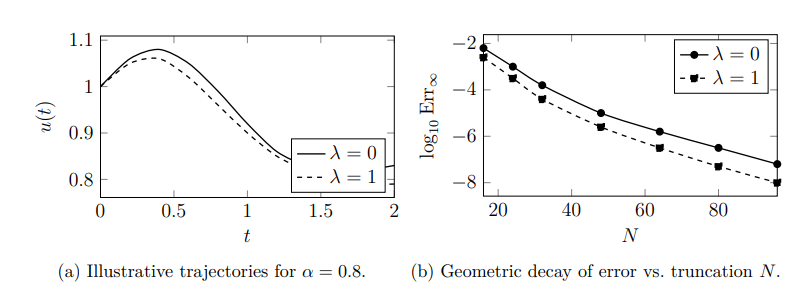 1.1
1
0.9
0.8
u(t)
λ = 0
λ = 1
0 0.5 1 1.5 2
t
(a) Illustrative trajectories for α = 0.8.
−2
−4
−6
−8
log₁₀ Err∞
λ = 0
λ = 1
20 40 60 80
N
(b) Geometric decay of error vs. truncation N.